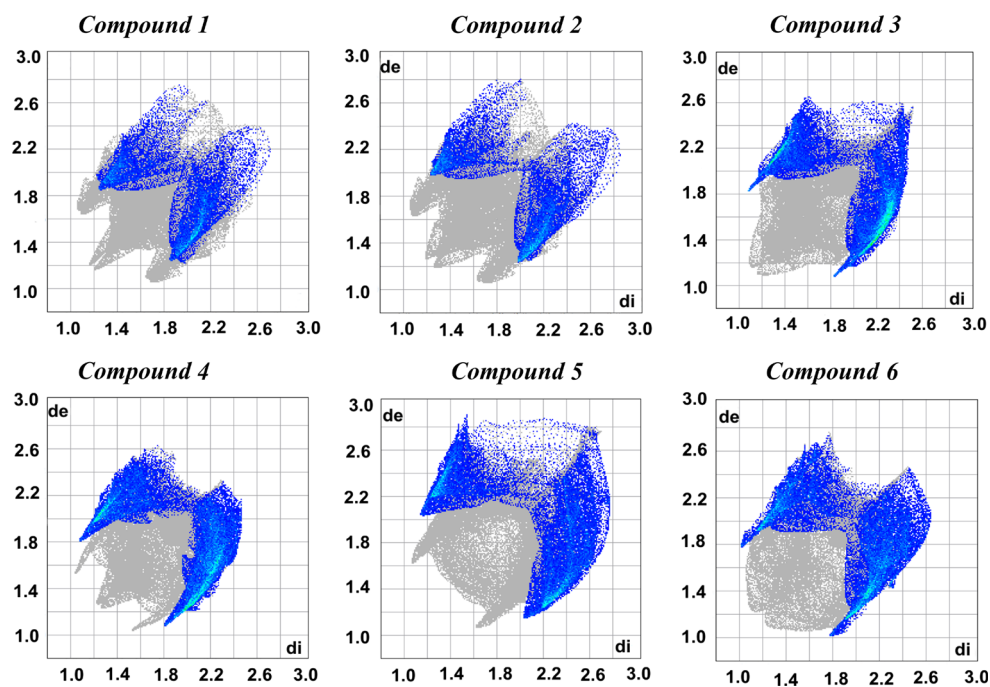 Compound 1 Compound 2 Compound 3
3.0 3.0 de 3.0
2.6 2.6 2.6
2.2 2.2 2.2
1.8 1.8 1.8
1.4 1.4 1.4
1.0 1.0 di 1.0 di
1.0 1.4 1.8 2.2 2.6 3.0 1.0 1.4 1.8 2.2 2.6 3.0 1.0 1.4 1.8 2.2 2.6 3.0
Compound 4 Compound 5 Compound 6
3.0 de 3.0 de 3.0 de
2.6 2.6 2.6
2.2 2.2 2.2
1.8 1.8 1.8
1.4 1.4 1.4
1.0 di 1.0 di 1.0 di
1.0 1.4 1.8 2.2 2.6 3.0 1.0 1.4 1.8 2.2 2.6 3.0 1.0 1.4 1.8 2.2 2.6 3.0